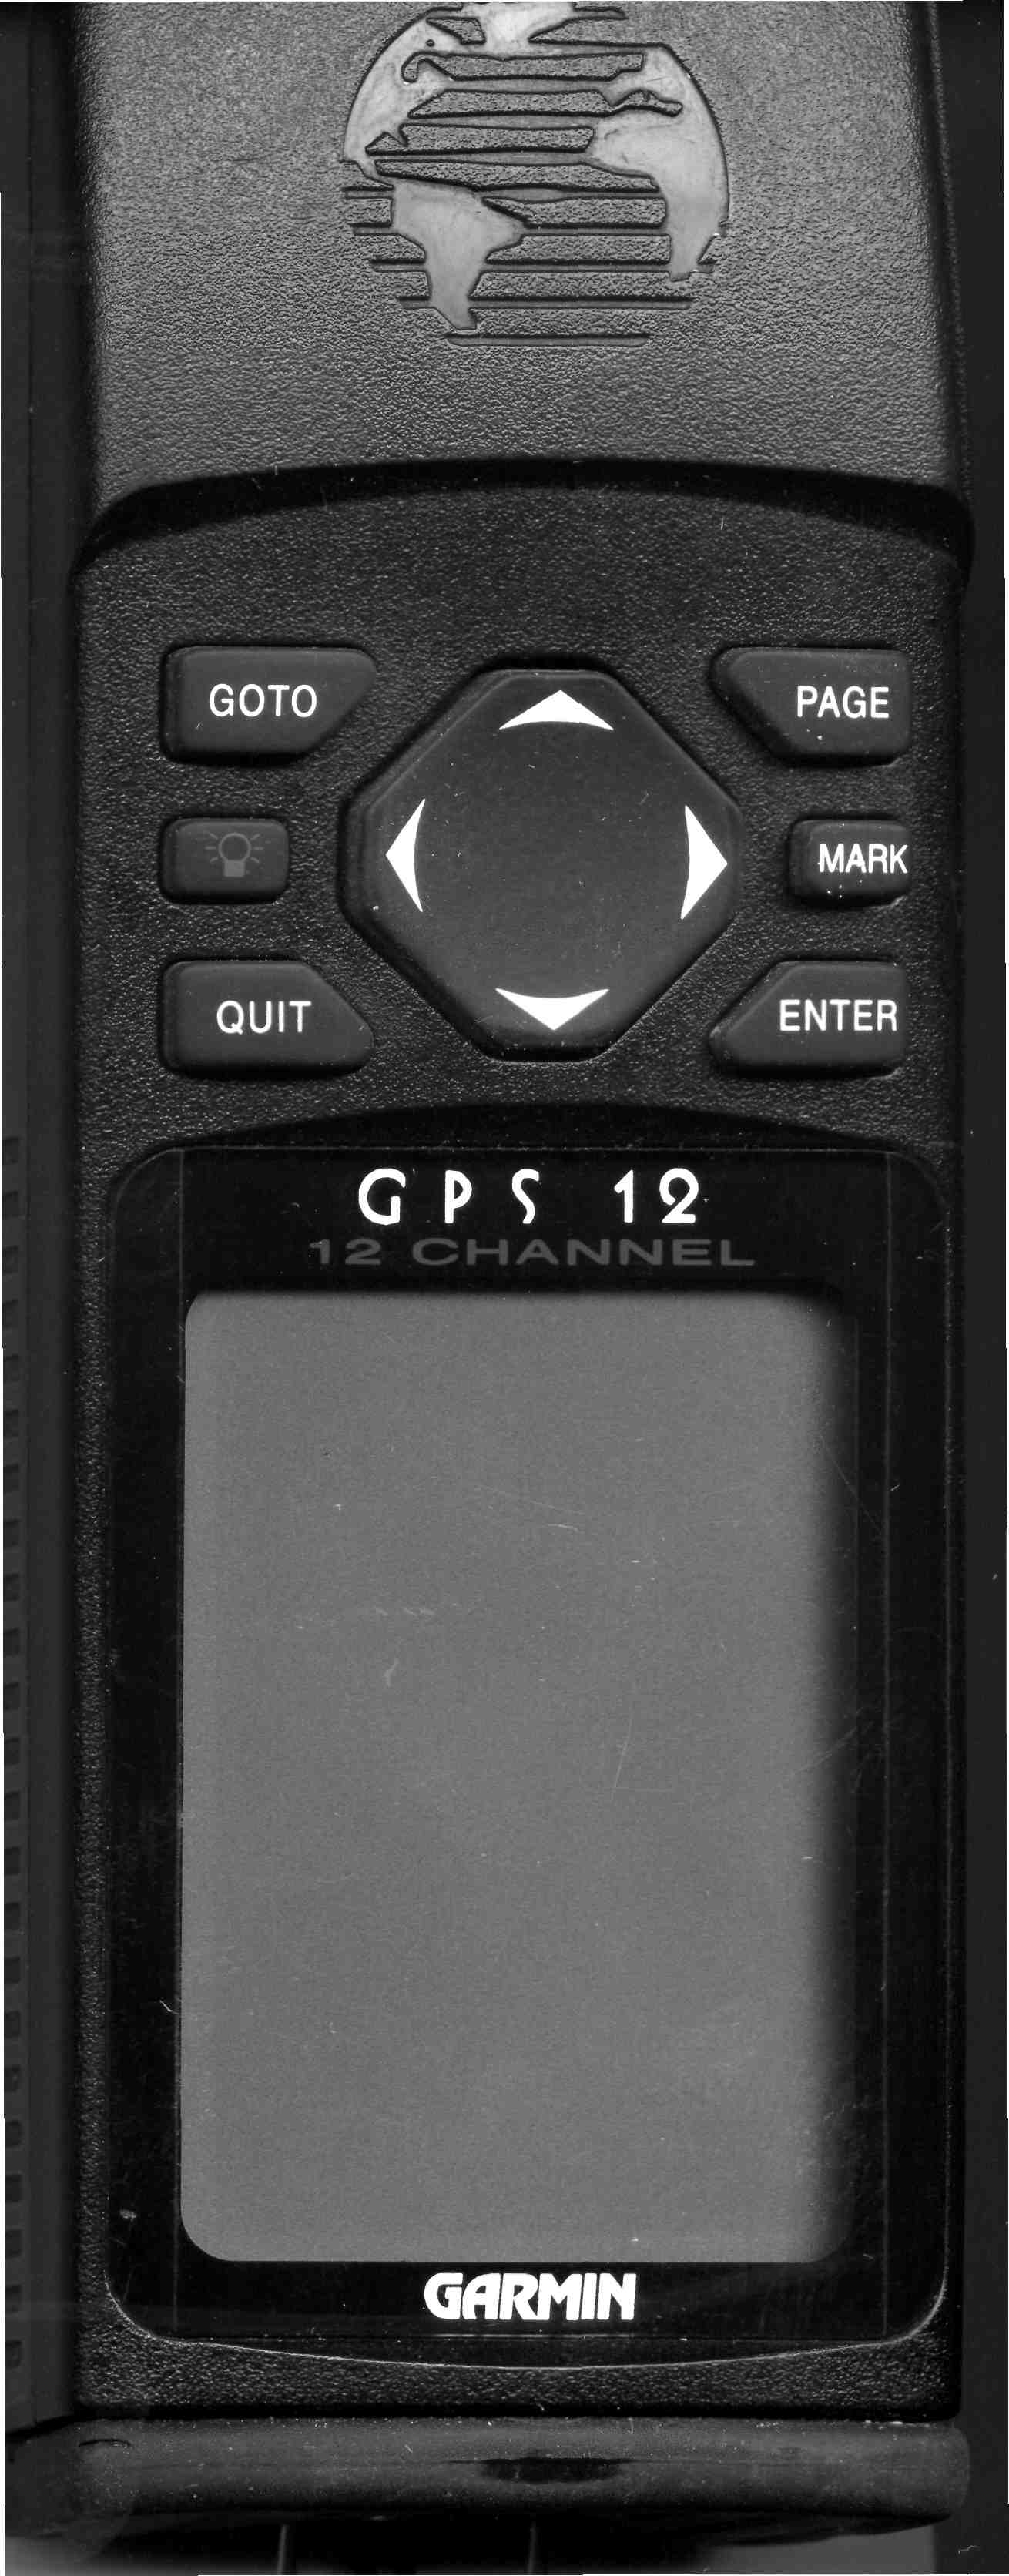 GOTO
PAGE
MARK
QUIT
ENTER
GPS 12
12 CHANNEL
GARMIN